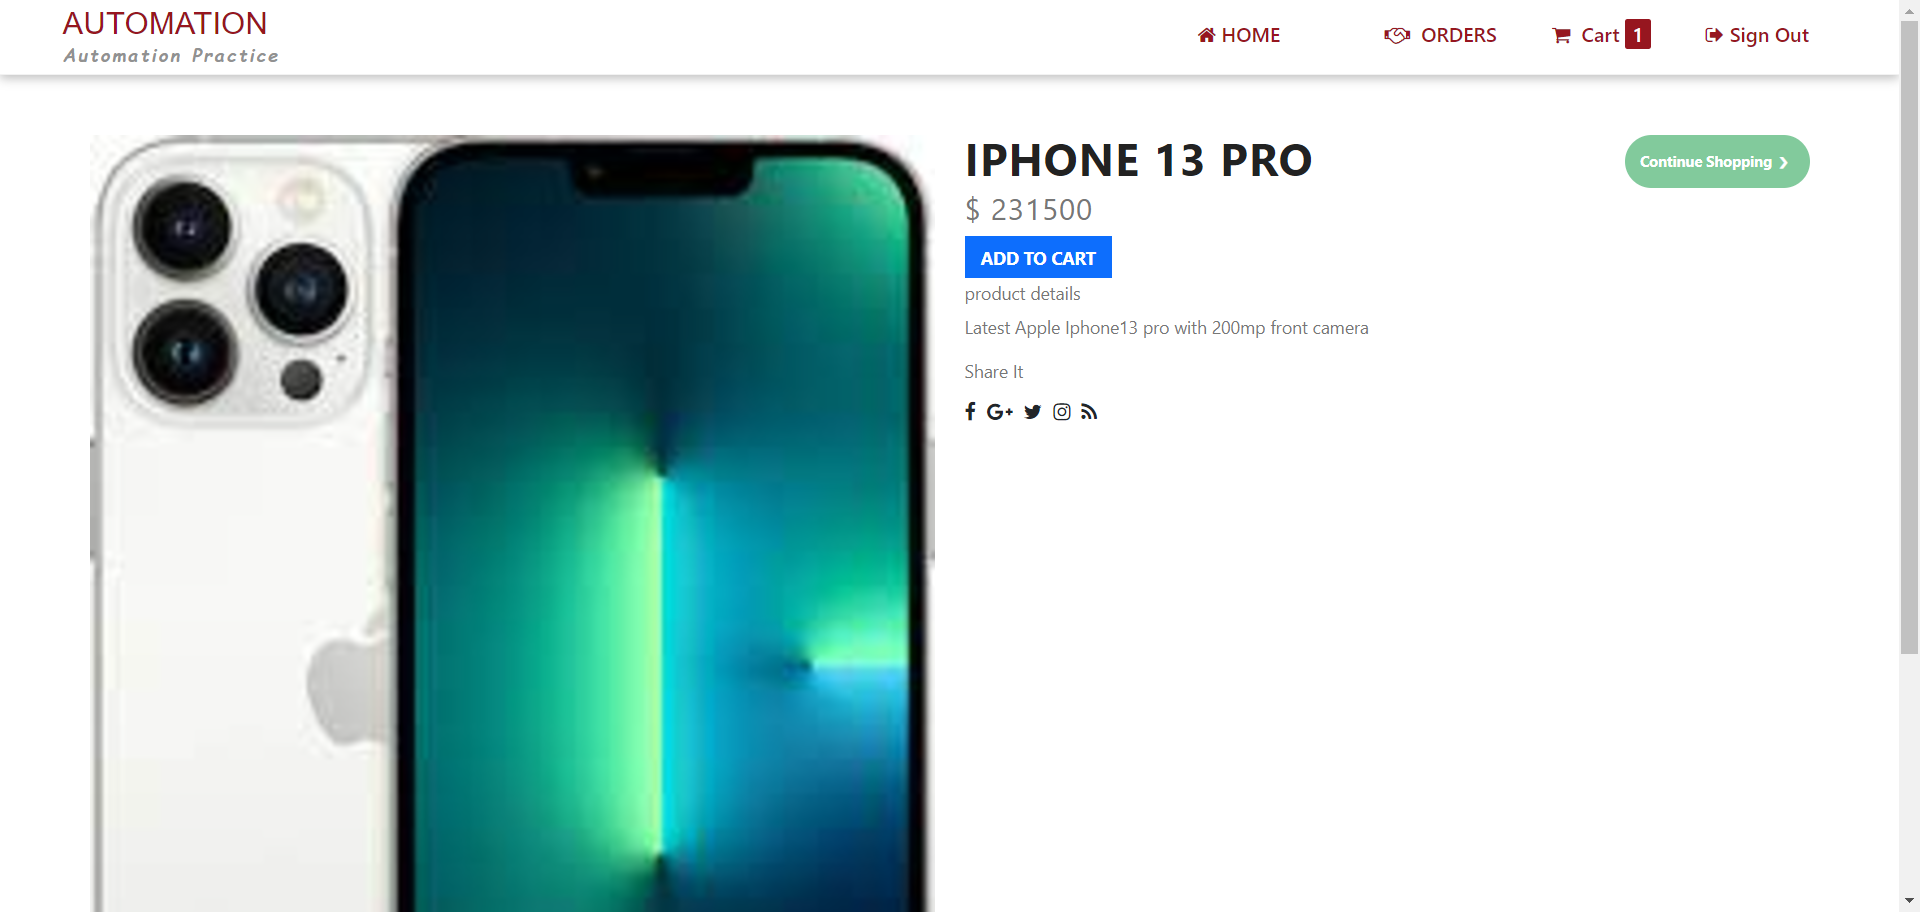 AUTOMATION
Automation Practice
HOME
ORDERS
Cart 1
Sign Out
IPHONE 13 PRO
Continue Shopping
$ 231500
ADD TO CART
product details
Latest Apple Iphone13 pro with 200mp front camera
Share It